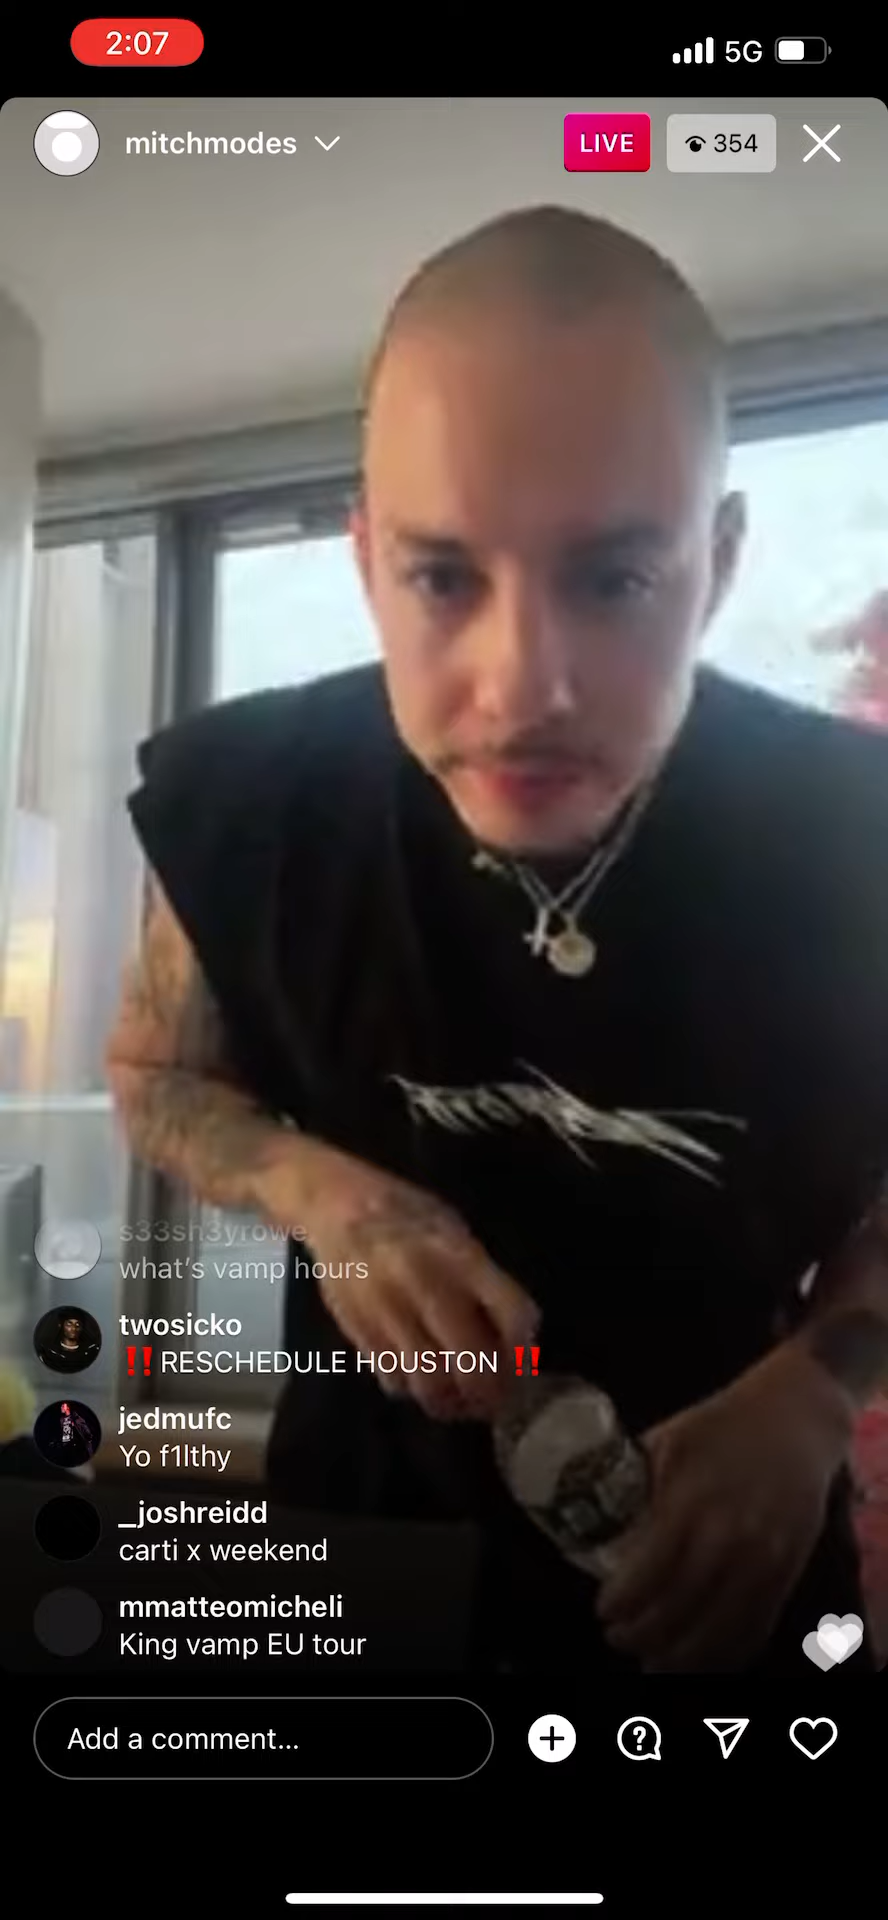 2:07
5G
mitchmodes
LIVE
354
s33sh3yrowe
what’s vamp hours
twosicko
‼️RESCHEDULE HOUSTON ‼️
jedmufc
Yo f1lthy
_joshreidd
carti x weekend
mmatteomicheli
King vamp EU tour
Add a comment...